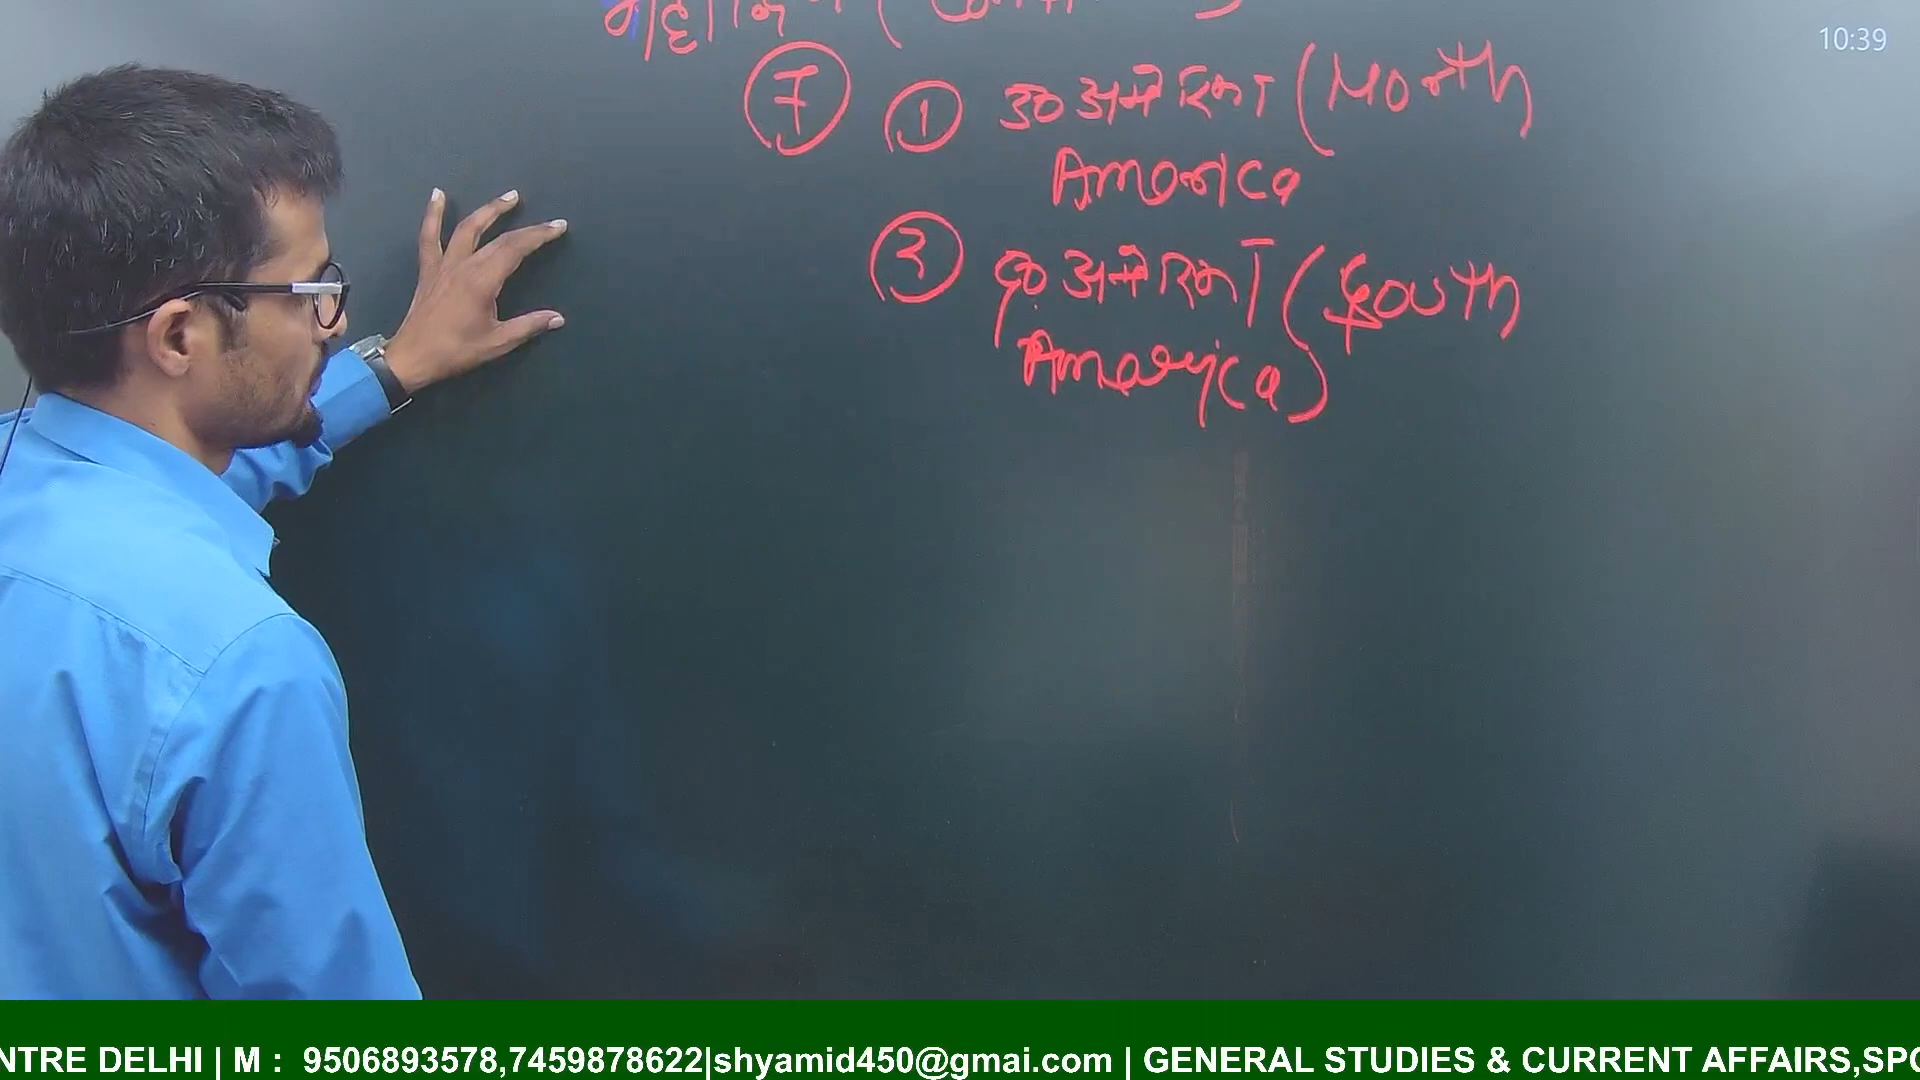 10:39
7 1 उ० अमेरिका (North
America
2 द० अमेरिका (South
America)
NTRE DELHI | M : 9506893578,7459878622|shyamid450@gmai.com | GENERAL STUDIES & CURRENT AFFAIRS,SPO